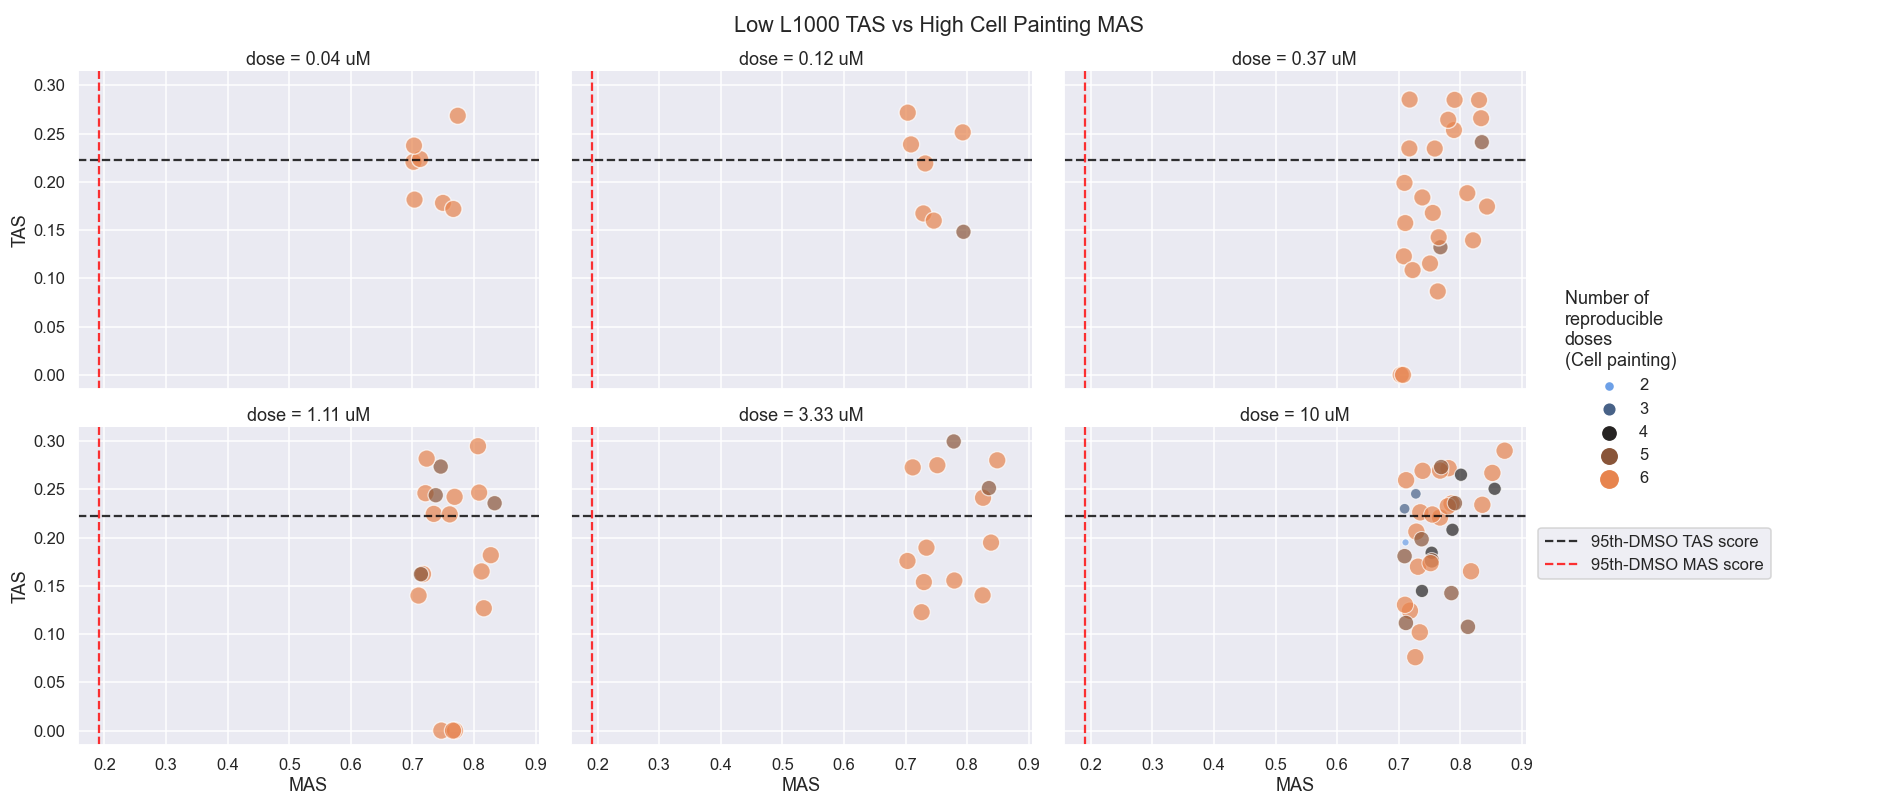 Low L1000 TAS vs High Cell Painting MAS
dose = 0.04 uM
dose = 0.12 uM
dose = 0.37 uM
0.30
0.25
0.20
0.15
0.10
0.05
0.00
TAS
dose = 1.11 uM
dose = 3.33 uM
dose = 10 uM
0.30
0.25
0.20
0.15
0.10
0.05
0.00
TAS
0.2 0.3 0.4 0.5 0.6 0.7 0.8 0.9
MAS
0.2 0.3 0.4 0.5 0.6 0.7 0.8 0.9
MAS
0.2 0.3 0.4 0.5 0.6 0.7 0.8 0.9
MAS
Number of
reproducible
doses
(Cell painting)
2
3
4
5
6
95th-DMSO TAS score
95th-DMSO MAS score